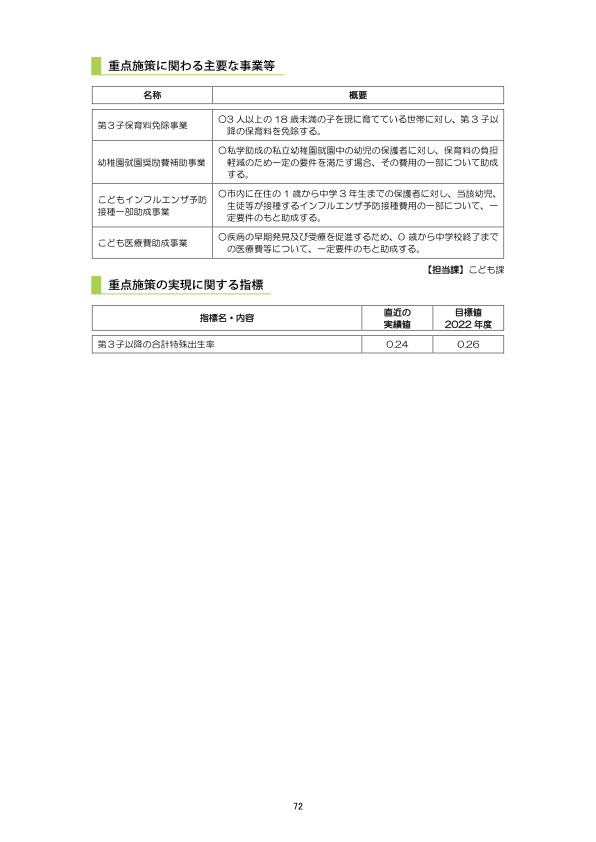 重点施策に関わる主要な事業等
名称 概要
第3子保育料免除事業
○3人以上の18歳未満の子を現に育てている世帯に対し、第3子以
降の保育料を免除する。
幼稚園就園奨励費補助事業
○私学助成の私立幼稚園就園中の幼児の保護者に対し、保育料の負担
軽減のため一定の要件を満たす場合、その費用の一部について助成
する。
こどもインフルエンザ予防
接種一部助成事業
○市内に在住の1歳から中学3年生までの保護者に対し、当該幼児、
生徒等が接種するインフルエンザ予防接種費用の一部について、一
定要件のもと助成する。
こども医療費助成事業
○疾病の早期発見及び受療を促進するため、0歳から中学校終了まで
の医療費等について、一定要件のもと助成する。
【担当課】こども課
重点施策の実現に関する指標
指標名・内容
直近の
実績値
目標値
2022年度
第3子以降の合計特殊出生率 0.24 0.26
72